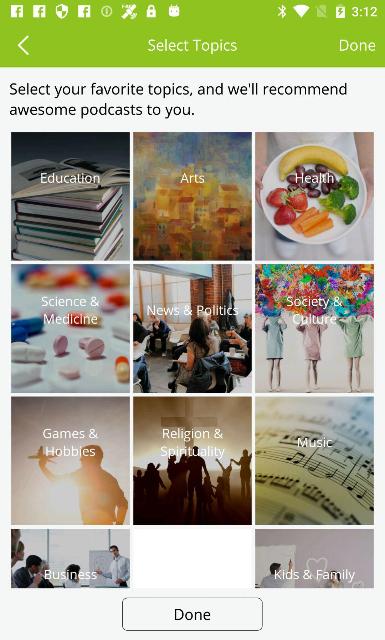 3:12
Select Topics
Done
Select your favorite topics, and we'll recommend
awesome podcasts to you.
Education
Arts
Health
Science &
Medicine
News & Politics
Society &
Culture
Games &
Hobbies
Religion &
Spirituality
Music
Business
Kids & Family
Done